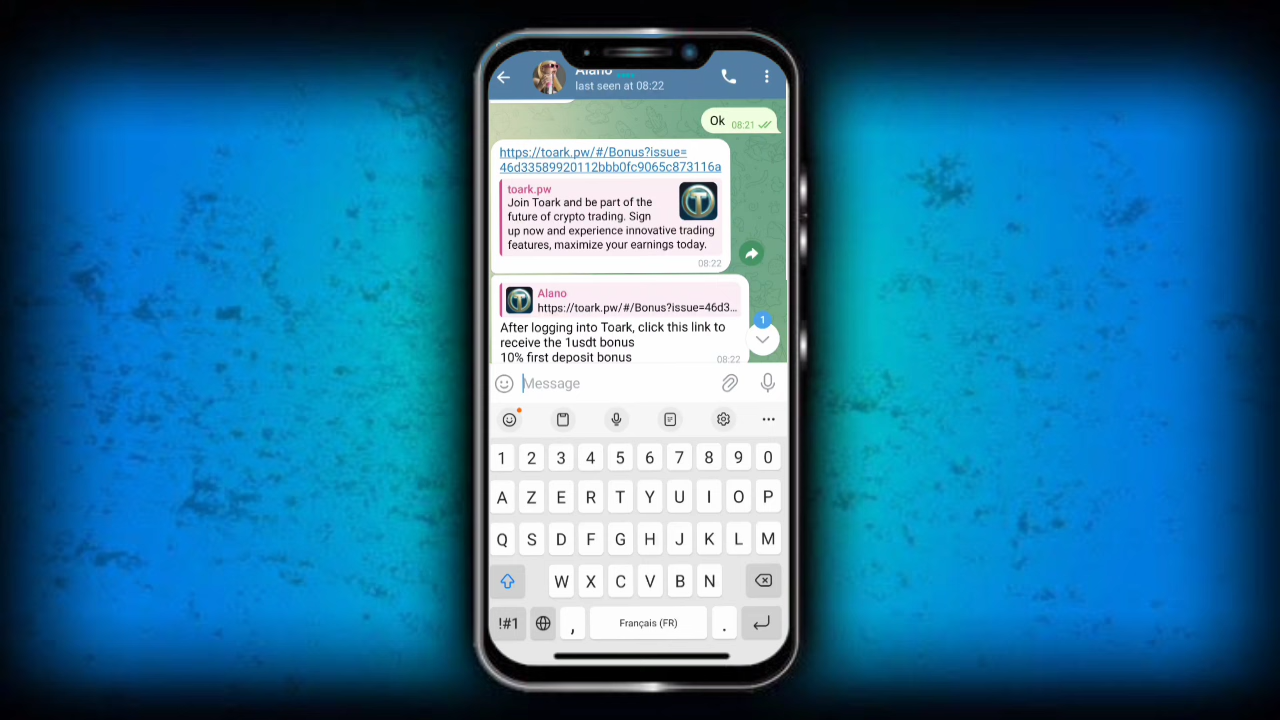 Alano
last seen at 08:22
Ok 08:21
https://toark.pw/#/Bonus?issue=
46d33589920112bbb0fc9065c873116a
toark.pw
Join Toark and be part of the
future of crypto trading. Sign
up now and experience innovative trading
features, maximize your earnings today.
08:22
T
Alano
https://toark.pw/#/Bonus?issue=46d3...
After logging into Toark, click this link to
receive the 1usdt bonus
10% first deposit bonus
08:22
1
Message
1 2 3 4 5 6 7 8 9 0
A Z E R T Y U I O P
Q S D F G H J K L M
W X C V B N
!#1 , Français (FR) .